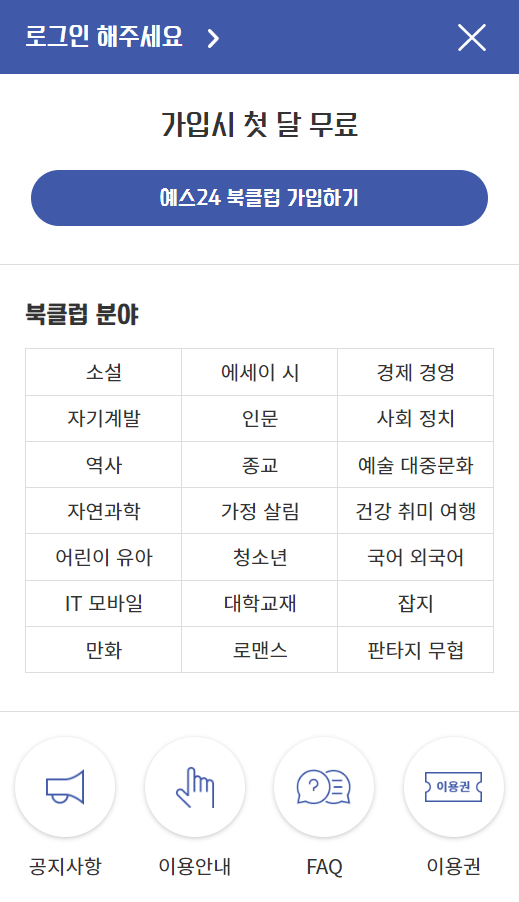 로그인 해주세요
가입시 첫 달 무료
예스24 북클럽 가입하기
북클럽 분야
소설 에세이 시 경제 경영
자기계발 인문 사회 정치
역사 종교 예술 대중문화
자연과학 가정 살림 건강 취미 여행
어린이 유아 청소년 국어 외국어
IT 모바일 대학교재 잡지
만화 로맨스 판타지 무협
이용권
공지사항 이용안내 FAQ 이용권